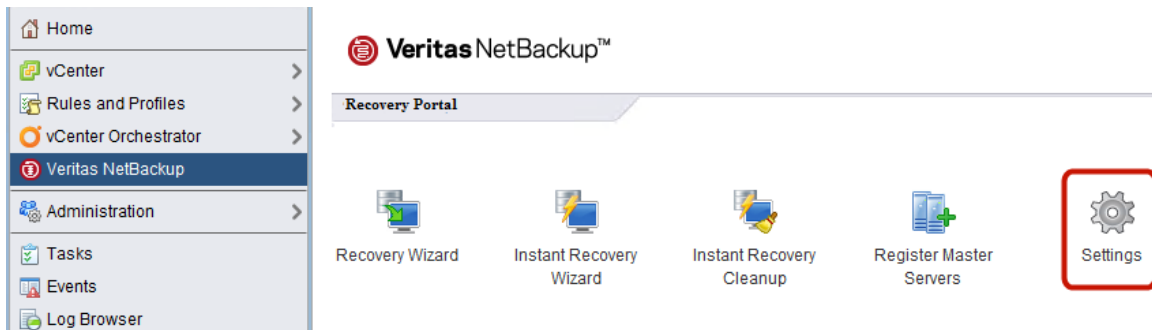 Home
vCenter
Rules and Profiles
vCenter Orchestrator
Veritas NetBackup
Administration
Tasks
Events
Log Browser
Veritas NetBackup™
Recovery Portal
Recovery Wizard
Instant Recovery
Wizard
Instant Recovery
Cleanup
Register Master
Servers
Settings